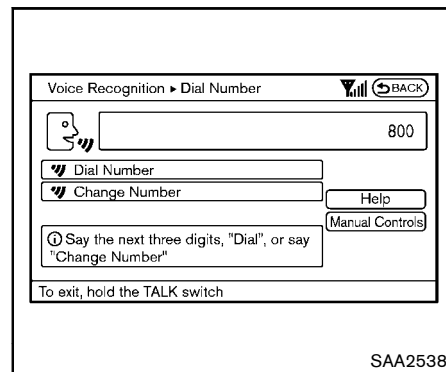 Voice Recognition ▸ Dial Number
BACK
800
Dial Number
Change Number
Help
Manual Controls
Say the next three digits, "Dial", or say
"Change Number"
To exit, hold the TALK switch
SAA2538